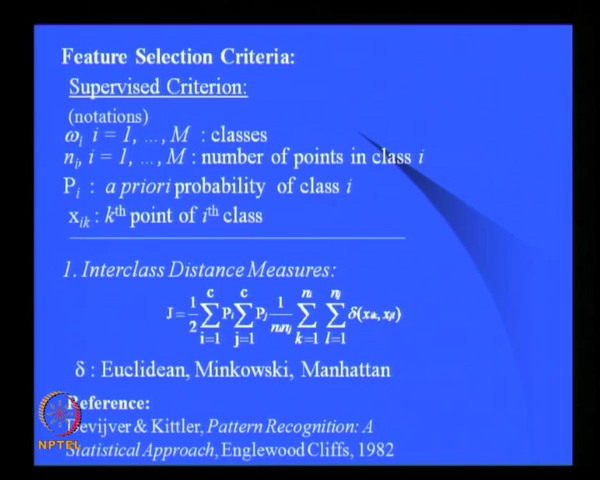 Feature Selection Criteria:
Supervised Criterion:
(notations)
ωi i = 1, ..., M : classes
ni, i = 1, ..., M : number of points in class i
Pi : a priori probability of class i
xik : kth point of ith class
1. Interclass Distance Measures:
J = 1/2 ∑_{i=1}^{C} Pi ∑_{j=1}^{C} Pj 1/(ninj) ∑_{k=1}^{ni} ∑_{l=1}^{nj} δ(xik, xjl)
δ : Euclidean, Minkowski, Manhattan
Reference:
Devijver & Kittler, Pattern Recognition: A
Statistical Approach, Englewood Cliffs, 1982
NPTEL